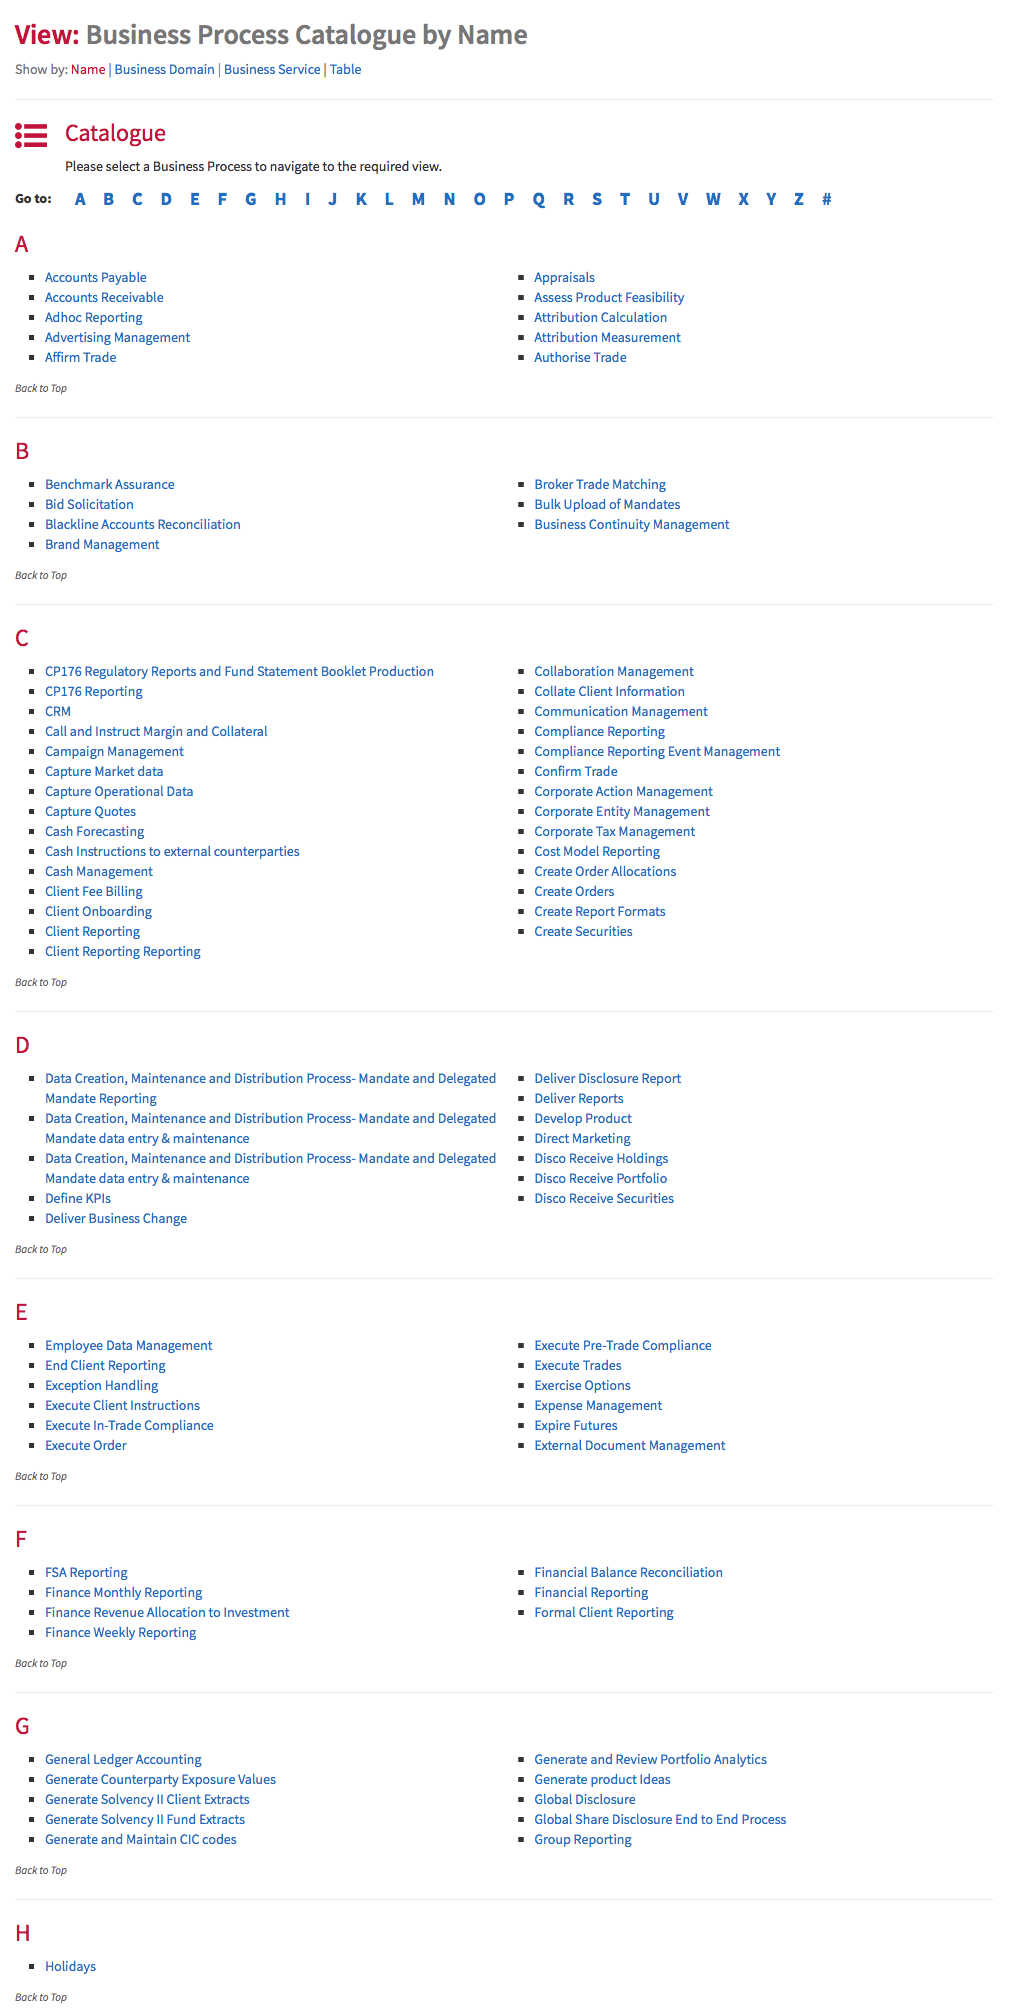 View: Business Process Catalogue by Name
Show by: Name | Business Domain | Business Service | Table
Catalogue
Please select a Business Process to navigate to the required view.
Go to: A B C D E F G H I J K L M N O P Q R S T U V W X Y Z #
A
Accounts Payable
Accounts Receivable
Adhoc Reporting
Advertising Management
Affirm Trade
Appraisals
Assess Product Feasibility
Attribution Calculation
Attribution Measurement
Authorise Trade
Back to Top
B
Benchmark Assurance
Bid Solicitation
Blackline Accounts Reconciliation
Brand Management
Broker Trade Matching
Bulk Upload of Mandates
Business Continuity Management
Back to Top
C
CP176 Regulatory Reports and Fund Statement Booklet Production
CP176 Reporting
CRM
Call and Instruct Margin and Collateral
Campaign Management
Capture Market data
Capture Operational Data
Capture Quotes
Cash Forecasting
Cash Instructions to external counterparties
Cash Management
Client Fee Billing
Client Onboarding
Client Reporting
Client Reporting Reporting
Collaboration Management
Collate Client Information
Communication Management
Compliance Reporting
Compliance Reporting Event Management
Confirm Trade
Corporate Action Management
Corporate Entity Management
Corporate Tax Management
Cost Model Reporting
Create Order Allocations
Create Orders
Create Report Formats
Create Securities
Back to Top
D
Data Creation, Maintenance and Distribution Process- Mandate and Delegated
Mandate Reporting
Data Creation, Maintenance and Distribution Process- Mandate and Delegated
Mandate data entry & maintenance
Data Creation, Maintenance and Distribution Process- Mandate and Delegated
Mandate data entry & maintenance
Define KPIs
Deliver Business Change
Deliver Disclosure Report
Deliver Reports
Develop Product
Direct Marketing
Disco Receive Holdings
Disco Receive Portfolio
Disco Receive Securities
Back to Top
E
Employee Data Management
End Client Reporting
Exception Handling
Execute Client Instructions
Execute In-Trade Compliance
Execute Order
Execute Pre-Trade Compliance
Execute Trades
Exercise Options
Expense Management
Expire Futures
External Document Management
Back to Top
F
FSA Reporting
Finance Monthly Reporting
Finance Revenue Allocation to Investment
Finance Weekly Reporting
Financial Balance Reconciliation
Financial Reporting
Formal Client Reporting
Back to Top
G
General Ledger Accounting
Generate Counterparty Exposure Values
Generate Solvency II Client Extracts
Generate Solvency II Fund Extracts
Generate and Maintain CIC codes
Generate and Review Portfolio Analytics
Generate product Ideas
Global Disclosure
Global Share Disclosure End to End Process
Group Reporting
Back to Top
H
Holidays
Back to Top